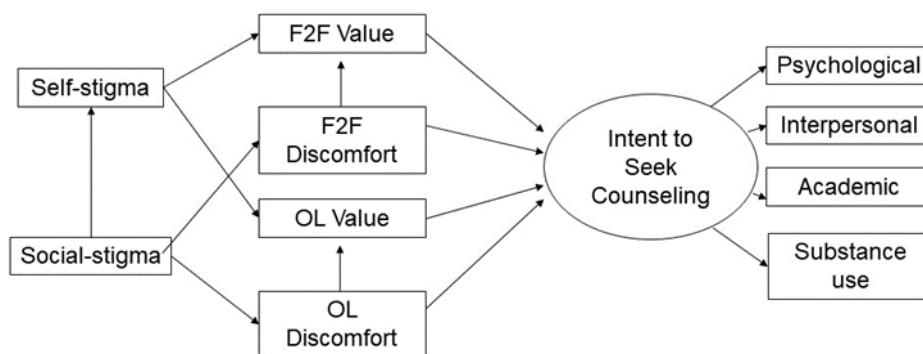 F2F Value
Self-stigma
F2F
Discomfort
OL Value
Social-stigma
OL
Discomfort
Intent to
Seek
Counseling
Psychological
Interpersonal
Academic
Substance
use